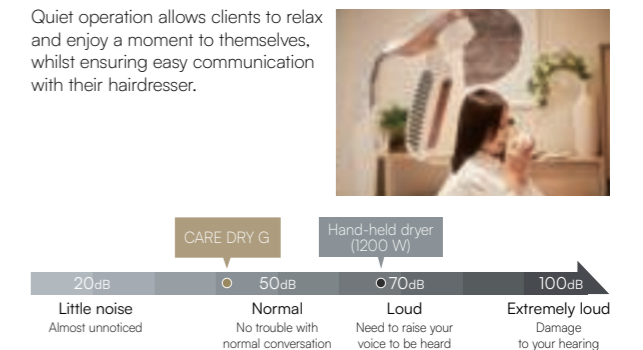 Quiet operation allows clients to relax
and enjoy a moment to themselves,
whilst ensuring easy communication
with their hairdresser.
CARE DRY G
Hand-held dryer
(1200 W)
20dB
50dB
70dB
100dB
Little noise
Almost unnoticed
Normal
No trouble with
normal conversation
Loud
Need to raise your
voice to be heard
Extremely loud
Damage
to your hearing